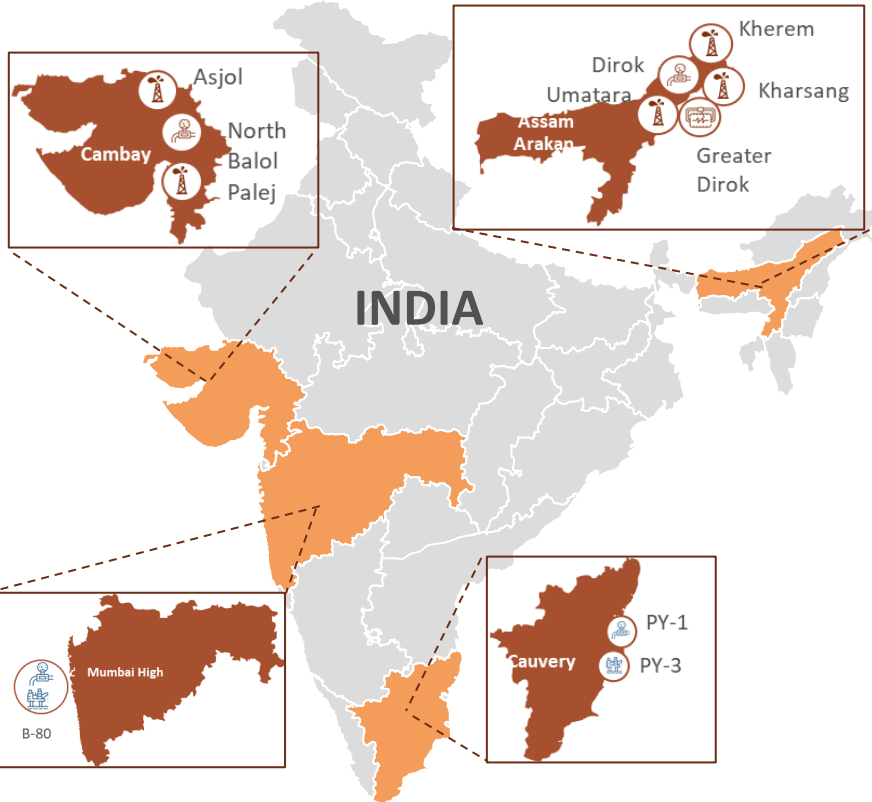 Asjol
North
Balol
Cambay
Palej
Kherem
Dirok
Umatara
Kharsang
Assam
Arakan
Greater
Dirok
INDIA
Mumbai High
B-80
PY-1
Cauvery
PY-3